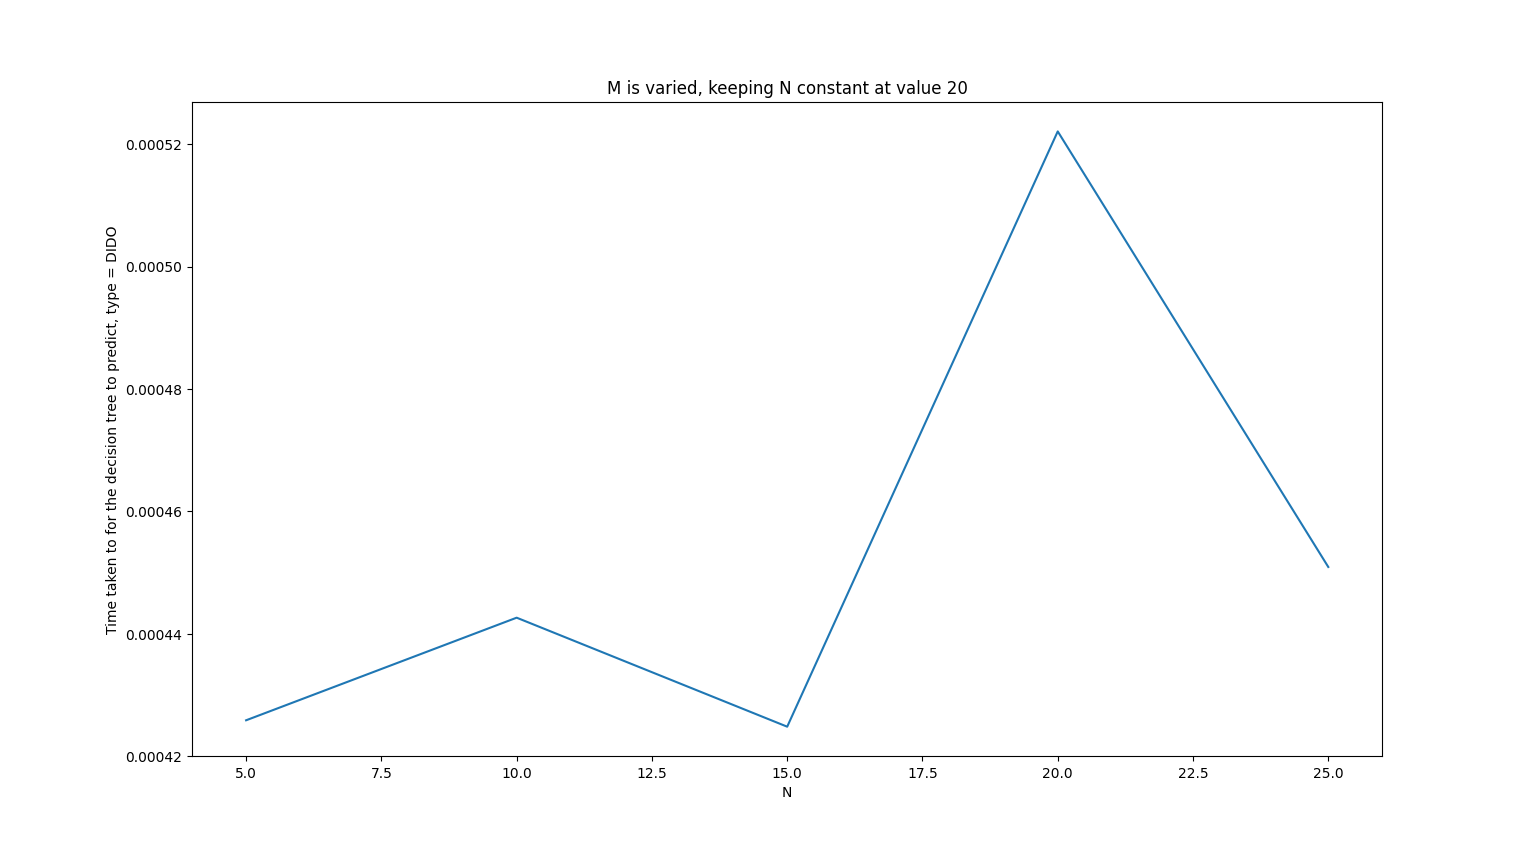 M is varied, keeping N constant at value 20
Time taken to for the decision tree to predict, type = DIDO
0.00052
0.00050
0.00048
0.00046
0.00044
0.00042
5.0 7.5 10.0 12.5 15.0 17.5 20.0 22.5 25.0
N